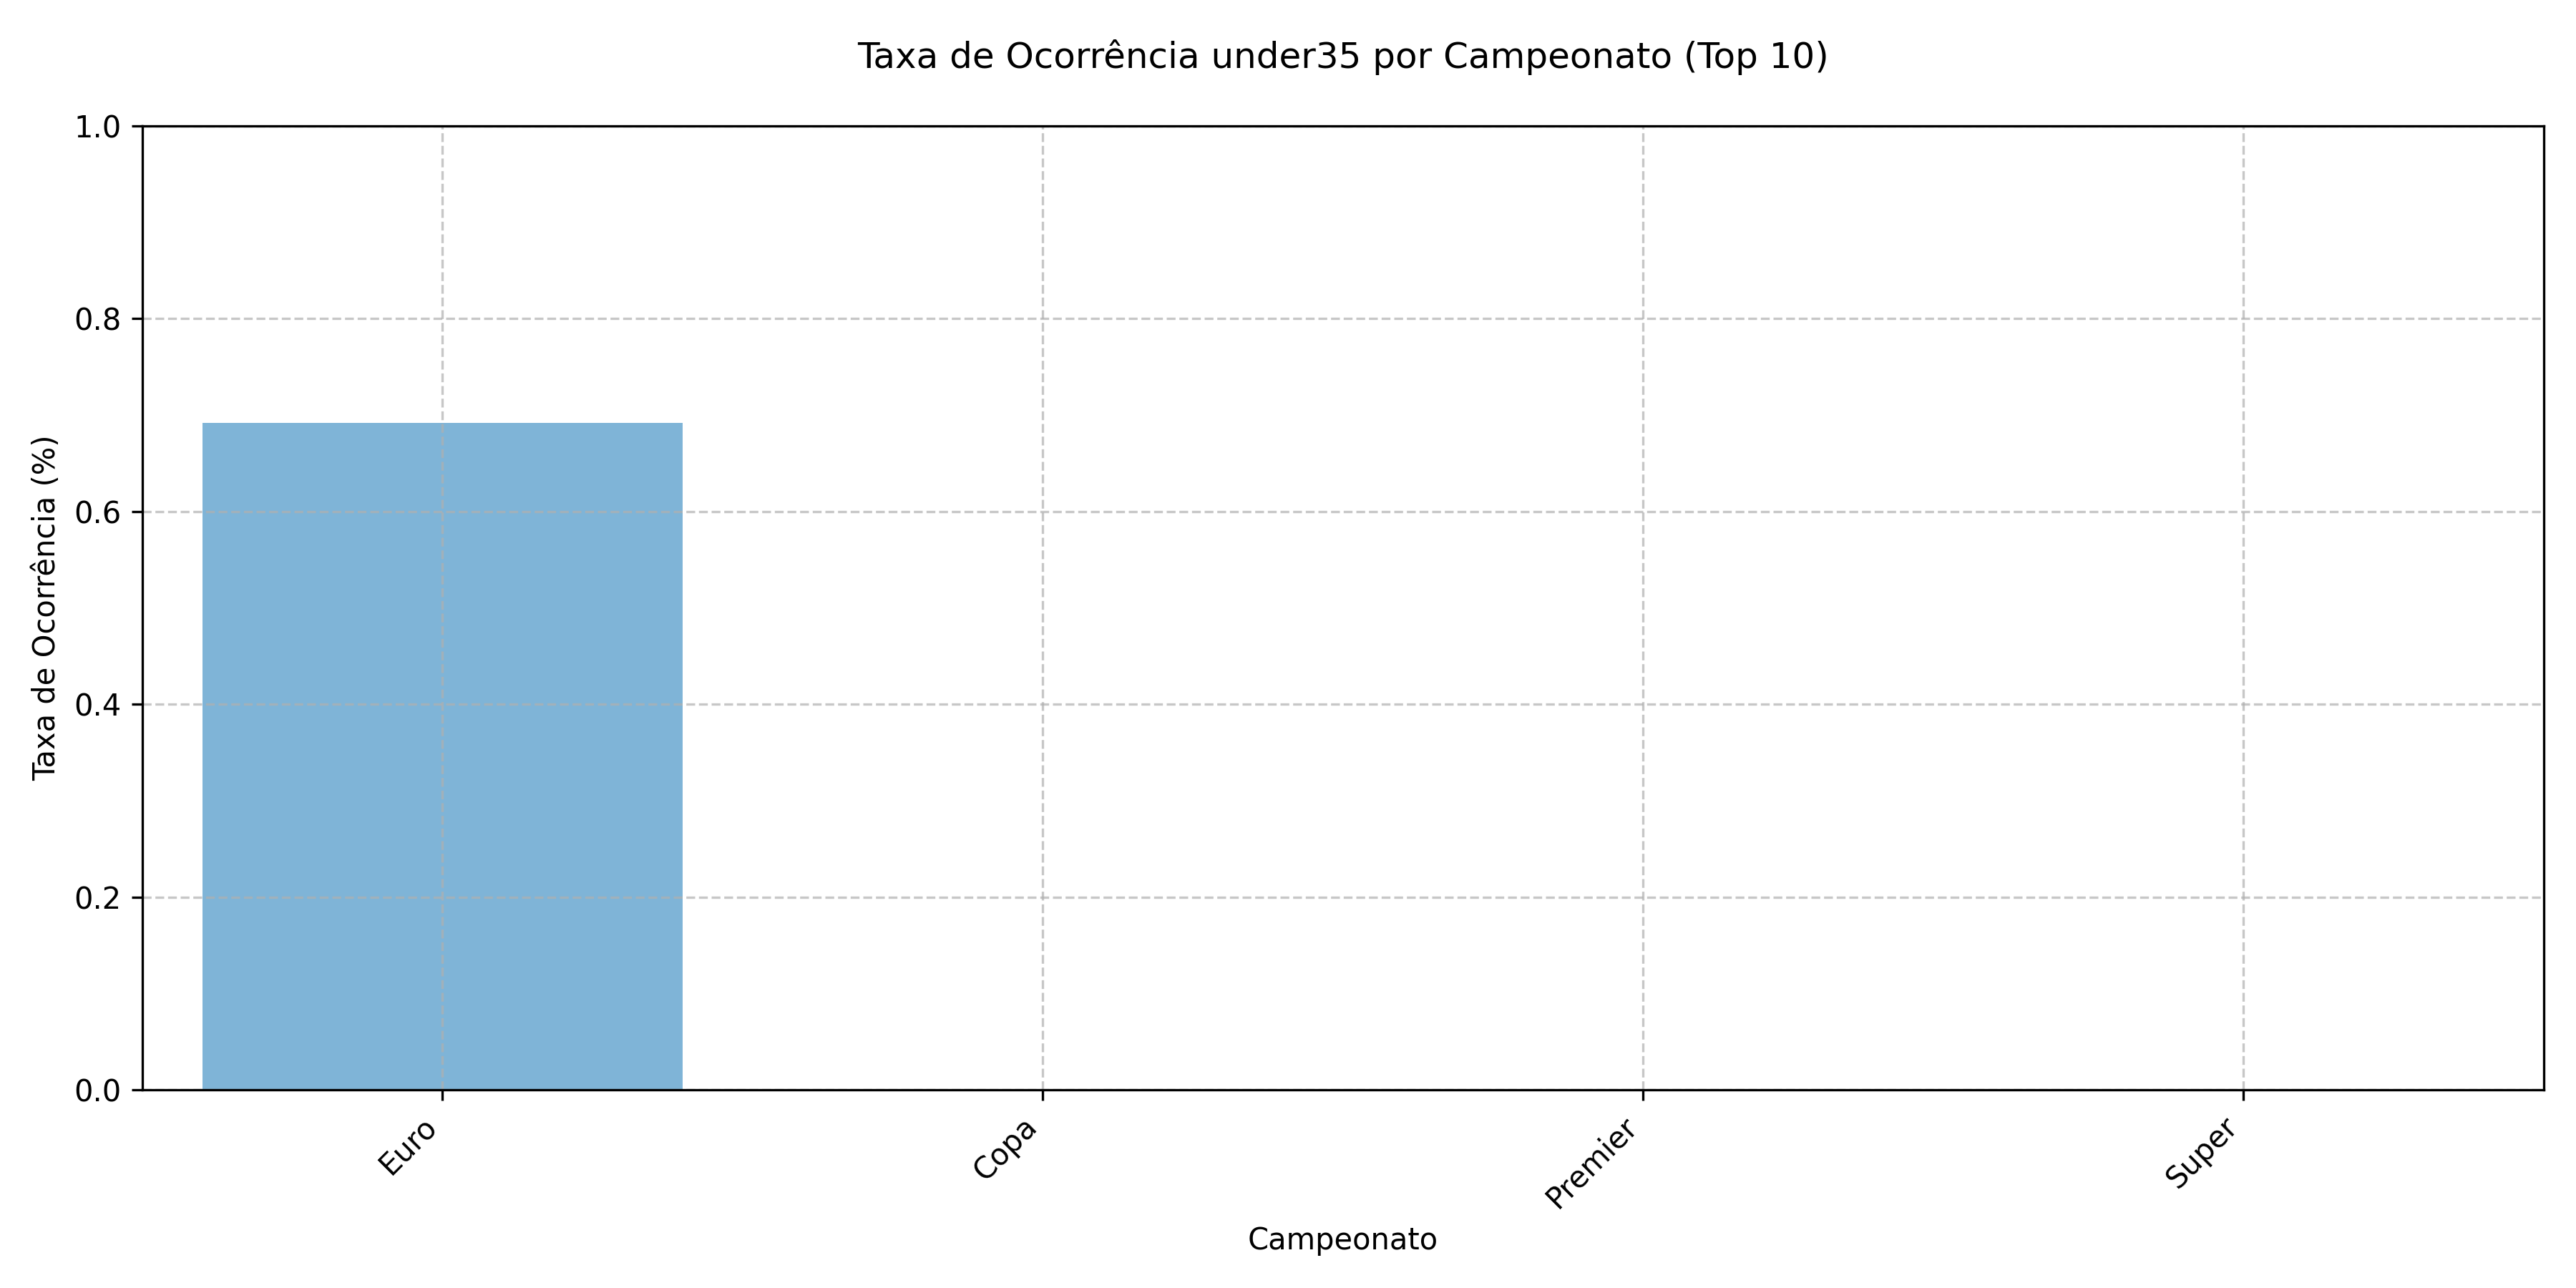 Taxa de Ocorrência under35 por Campeonato (Top 10)
Taxa de Ocorrência (%)
1.0
0.8
0.6
0.4
0.2
0.0
Euro
Copa
Premier
Super
Campeonato